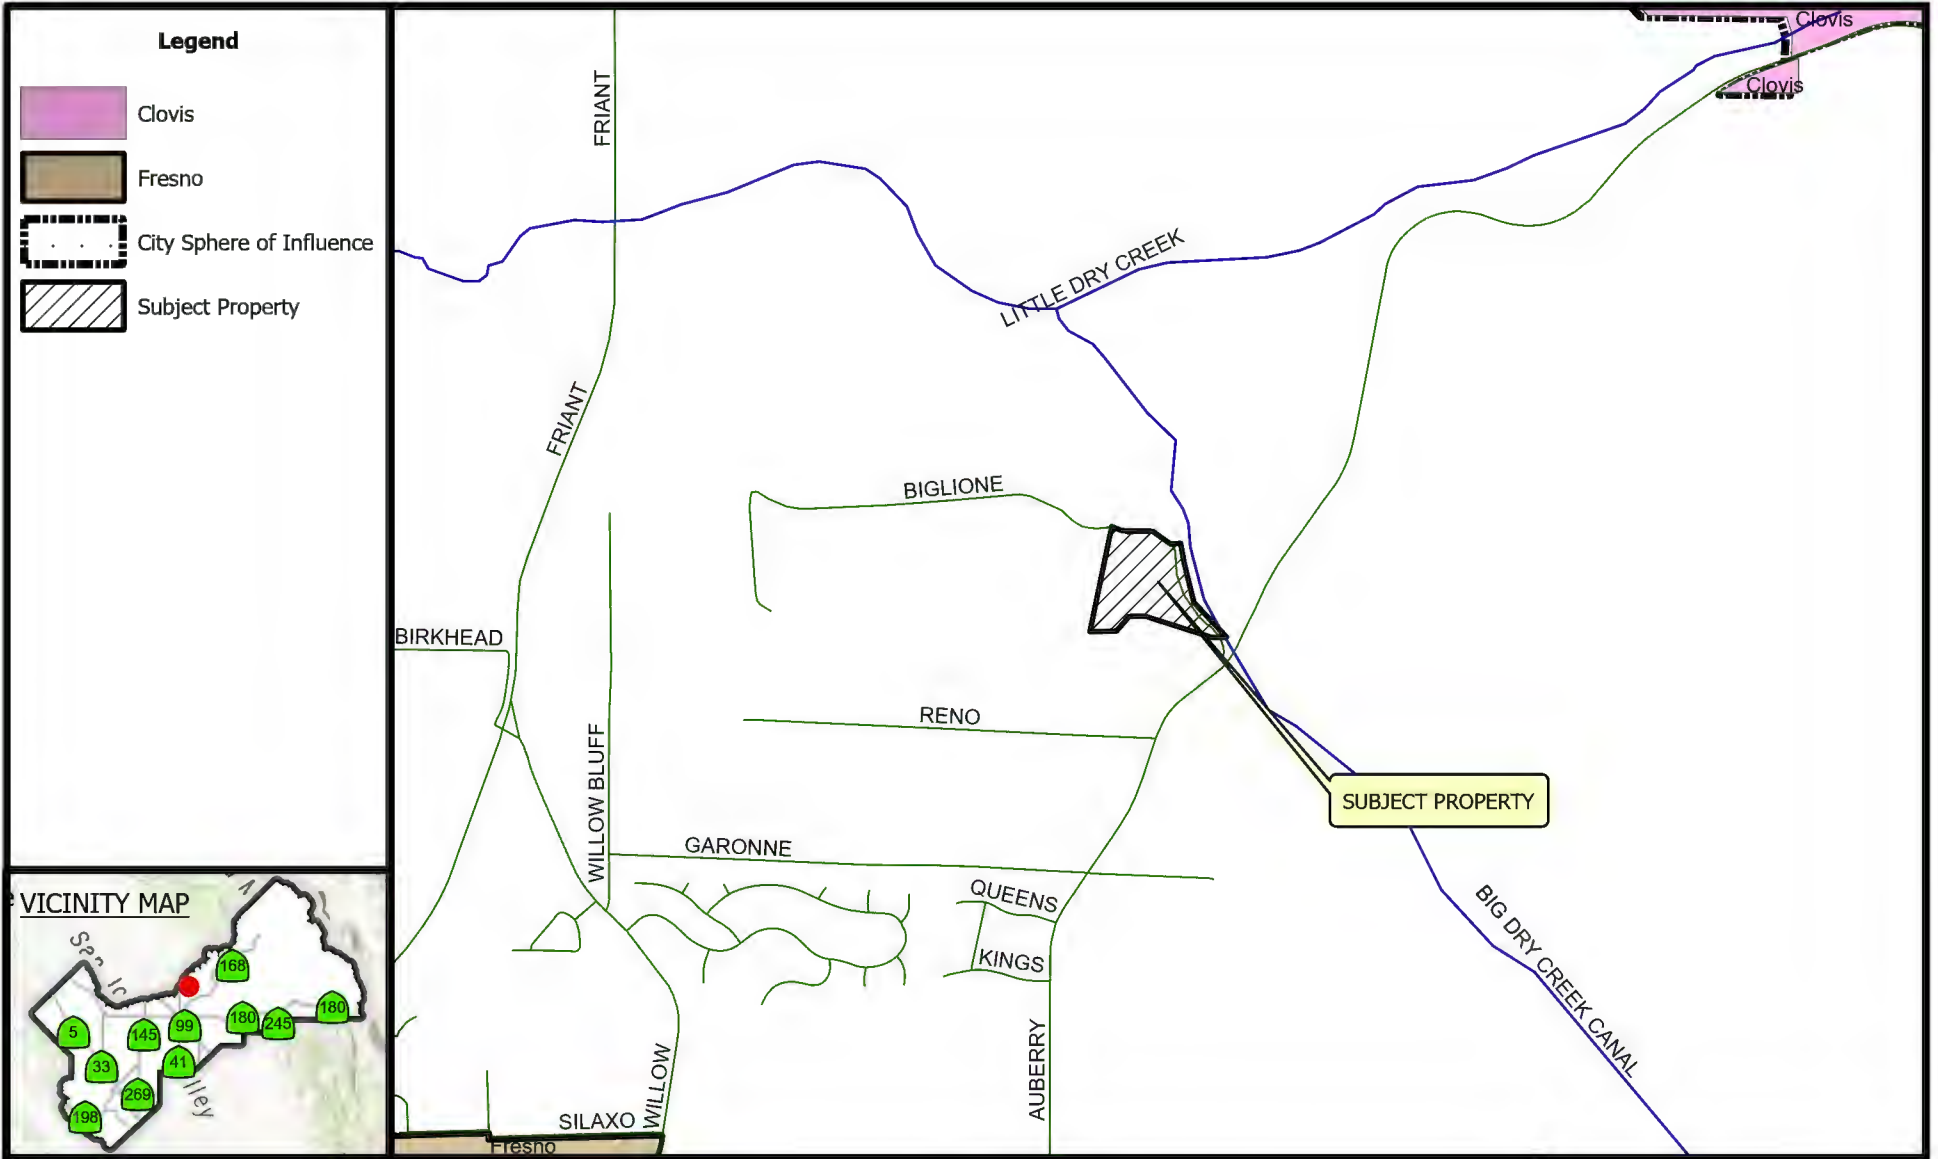 Legend
Clovis
Fresno
City Sphere of Influence
Subject Property
VICINITY MAP
168
180
180
245
99
145
5
41
33
269
198
lley
Clovis
Clovis
FRIANT
LITTLE DRY CREEK
FRIANT
BIGLIONE
BIRKHEAD
RENO
WILLOW BLUFF
SUBJECT PROPERTY
GARONNE
QUEENS
KINGS
BIG DRY CREEK CANAL
AUBERRY
WILLOW
SILAXO
Fresno